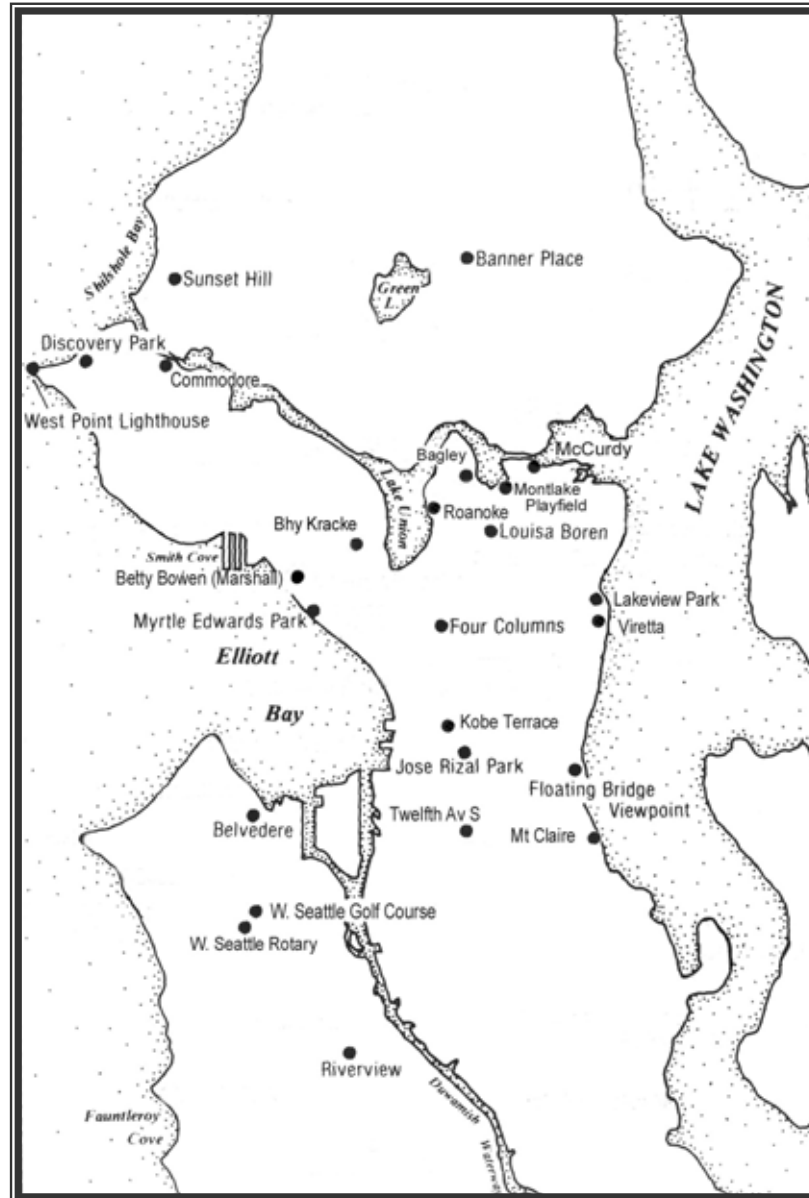 Shilshole Bay
Sunset Hill
Green
L.
Banner Place
LAKE WASHINGTON
Discovery Park
Commodore
West Point Lighthouse
Lake Union
Bagley
McCurdy
Montlake
Playfield
Roanoke
Louisa Boren
Bhy Kracke
Smith Cove
Betty Bowen (Marshall)
Myrtle Edwards Park
Lakeview Park
Viretta
Four Columns
Elliott
Bay
Kobe Terrace
Jose Rizal Park
Floating Bridge
Viewpoint
Belvedere
Twelfth Av S
Mt Claire
W. Seattle Golf Course
W. Seattle Rotary
Riverview
Duwamish
Fauntleroy
Cove